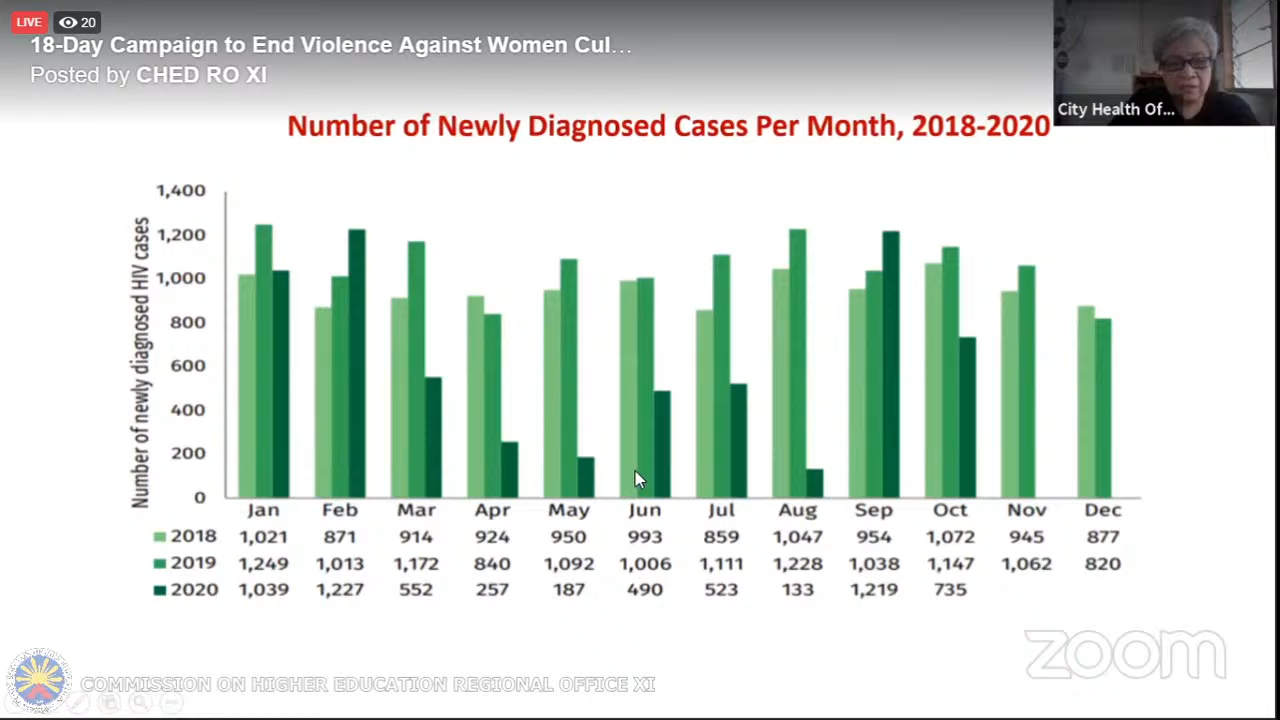 LIVE 20
18-Day Campaign to End Violence Against Women Cul...
Posted by CHED RO XI
City Health Of...
Number of Newly Diagnosed Cases Per Month, 2018-2020
Number of newly diagnosed HIV cases
1,400
1,200
1,000
800
600
400
200
0
Jan Feb Mar Apr May Jun Jul Aug Sep Oct Nov Dec
2018 1,021 871 914 924 950 993 859 1,047 954 1,072 945 877
2019 1,249 1,013 1,172 840 1,092 1,006 1,111 1,228 1,038 1,147 1,062 820
2020 1,039 1,227 552 257 187 490 523 133 1,219 735
zoom
COMMISSION ON HIGHER EDUCATION REGIONAL OFFICE XI